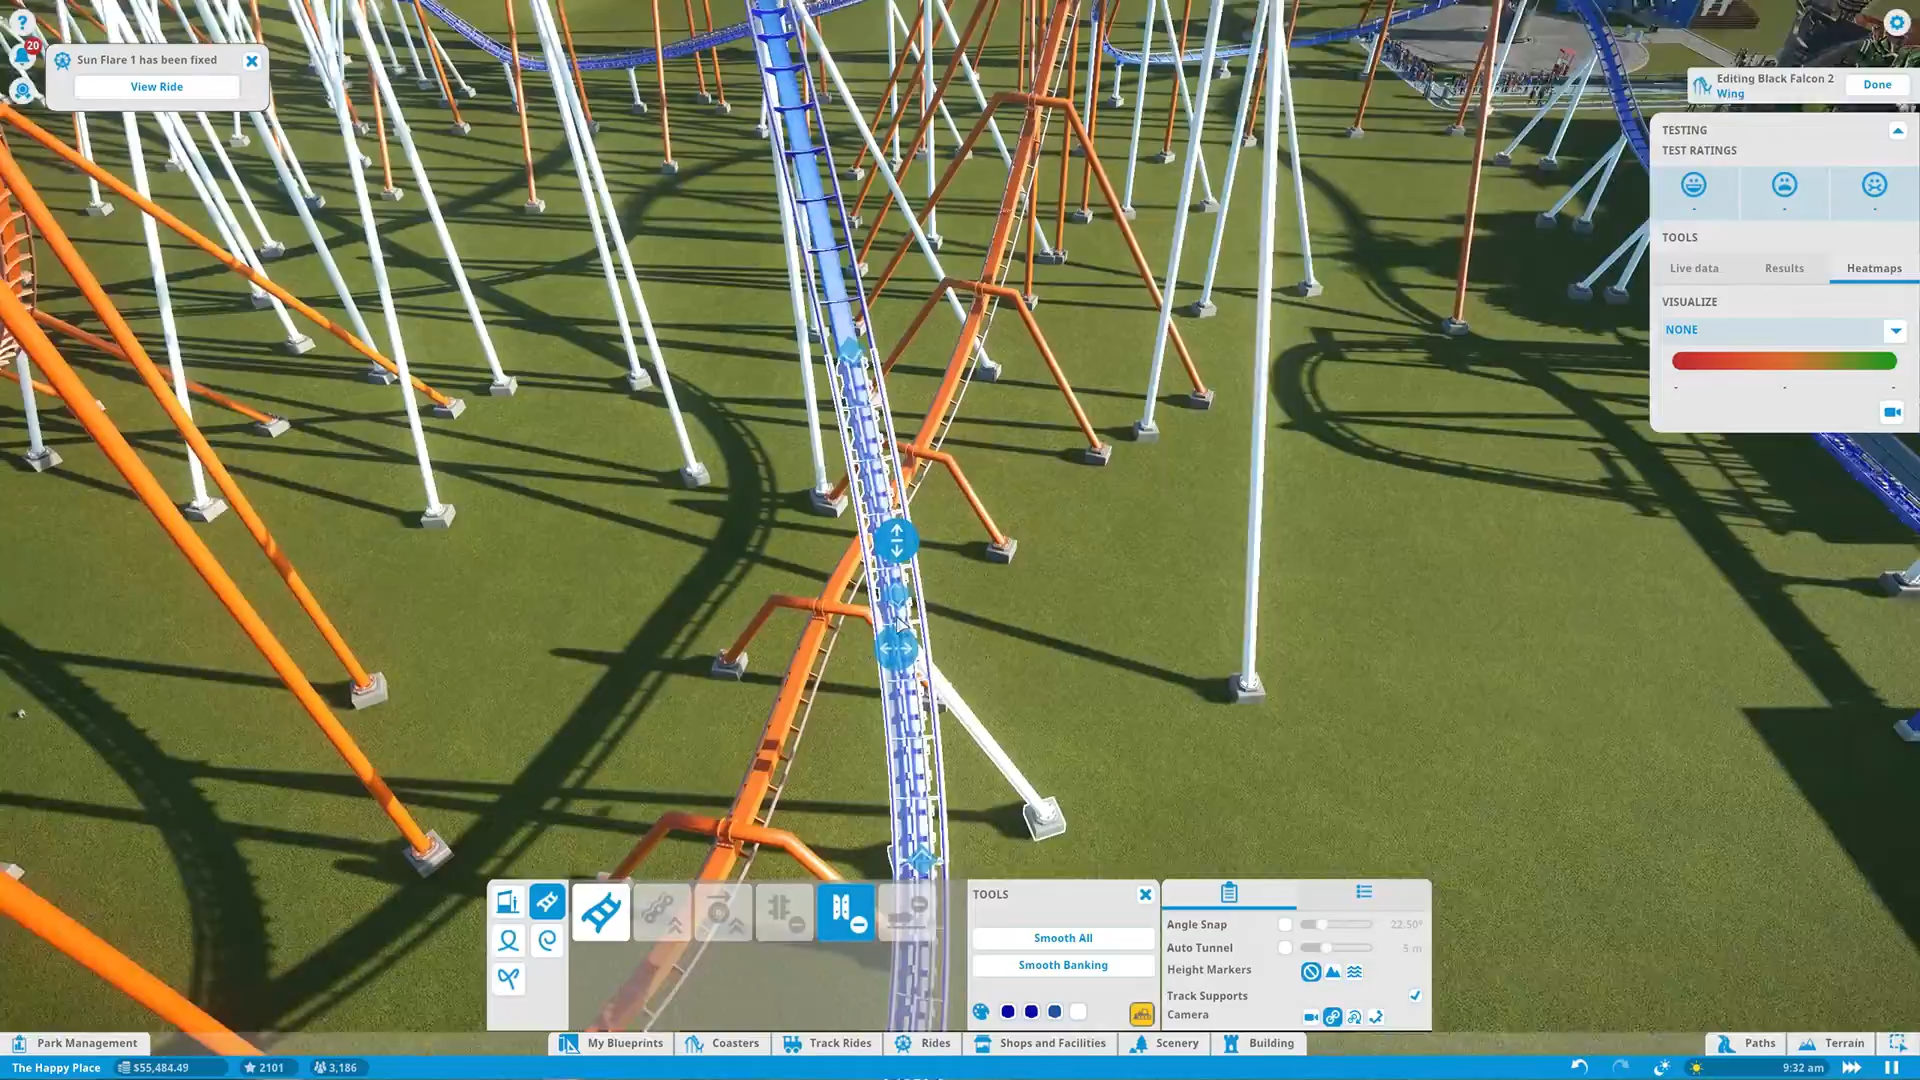 ?
20
Sun Flare 1 has been fixed
View Ride
Editing Black Falcon 2
Wing
Done
TESTING
TEST RATINGS
- - -
TOOLS
Live data Results Heatmaps
VISUALIZE
NONE
- - -
TOOLS
Smooth All
Smooth Banking
Angle Snap 22.50°
Auto Tunnel 5 m
Height Markers
Track Supports
Camera
Park Management
My Blueprints Coasters Track Rides Rides Shops and Facilities Scenery Building
Paths Terrain
The Happy Place $55,484.49 2101 3,186
9:32 am